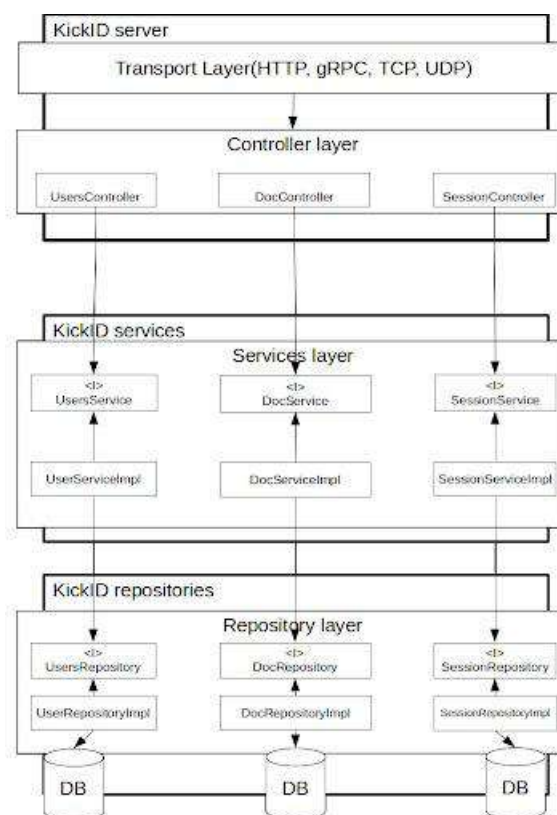 KickID server
Transport Layer(HTTP, gRPC, TCP, UDP)
Controller layer
UsersController DocController SessionController
KickID services
Services layer
<I> <I> <I>
UsersService DocService SessionService
UserServiceImpl DocServiceImpl SessionServiceImpl
KickID repositories
Repository layer
<I> <I> <I>
UsersRepository DocRepository SessionRepository
UserRepositoryImpl DocRepositoryImpl SessionRepositoryImpl
DB DB DB